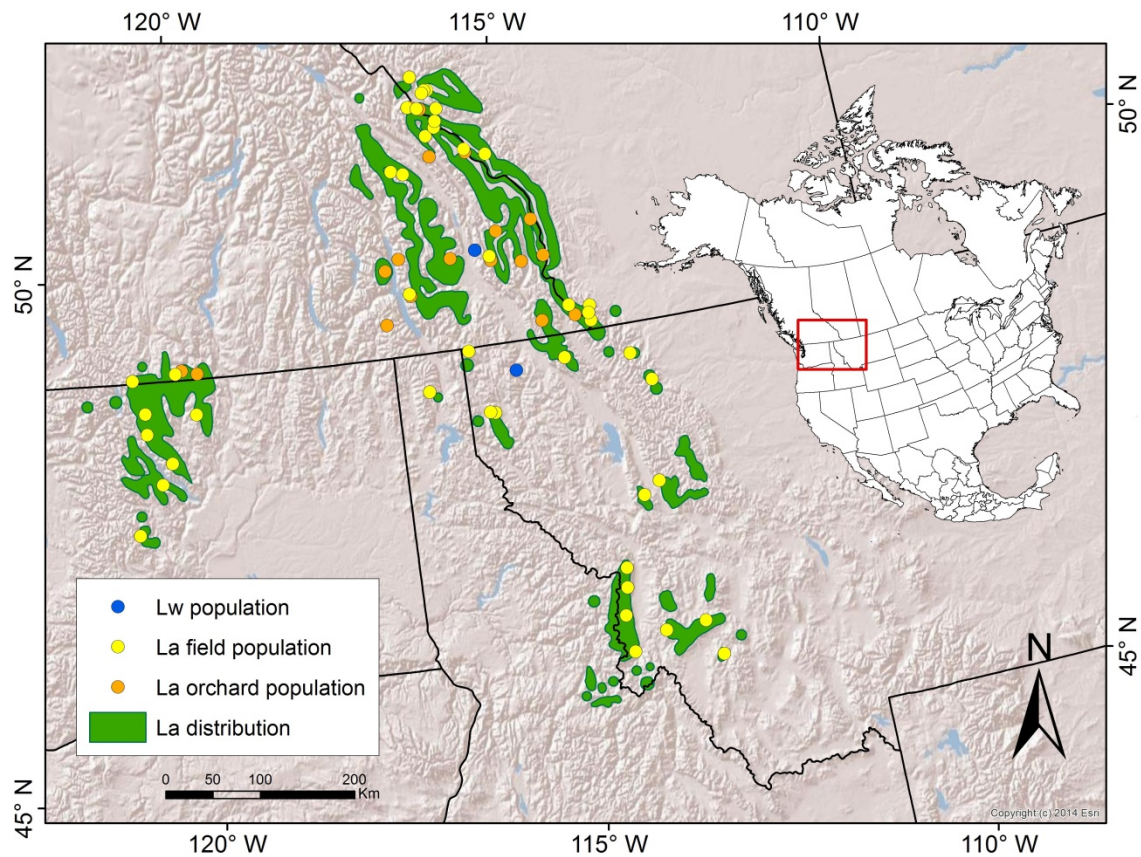 120° W
115° W
110° W
50° N
50° N
45° N
N
Lw population
La field population
La orchard population
La distribution
0 50 100 200
Km
Copyright (c) 2014 Esri
45° N
120° W
115° W
110° W